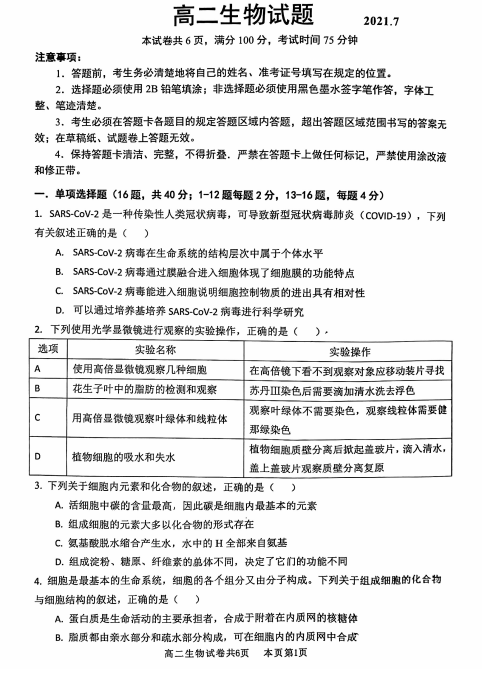 高二生物试题 2021.7
本试卷共 6 页，满分 100 分，考试时间 75 分钟
注意事项：
1．答题前，考生务必清楚地将自己的姓名、准考证号填写在规定的位置。
2．选择题必须使用 2B 铅笔填涂；非选择题必须使用黑色墨水签字笔作答，字体工
整、笔迹清楚。
3．考生必须在答题卡各题目的规定答题区域内答题，超出答题区域范围书写的答案无
效；在草稿纸、试题卷上答题无效。
4．保持答题卡清洁、完整，不得折叠．严禁在答题卡上做任何标记，严禁使用涂改液
和修正带。
一．单项选择题（16题，共 40 分；1-12 题每题 2 分，13-16 题，每题 4 分）
1. SARS-CoV-2 是一种传染性人类冠状病毒，可导致新型冠状病毒肺炎（COVID-19），下列
有关叙述正确的是（ ）
A. SARS-CoV-2 病毒在生命系统的结构层次中属于个体水平
B. SARS-CoV-2 病毒通过膜融合进入细胞体现了细胞膜的功能特点
C. SARS-CoV-2 病毒能进入细胞说明细胞控制物质的进出具有相对性
D. 可以通过培养基培养 SARS-CoV-2 病毒进行科学研究
2. 下列使用光学显微镜进行观察的实验操作，正确的是（ ）.
选项 实验名称 实验操作
A 使用高倍显微镜观察几种细胞 在高倍镜下看不到观察对象应移动装片寻找
B 花生子叶中的脂肪的检测和观察 苏丹Ⅲ染色后需要滴加清水洗去浮色
C 用高倍显微镜观察叶绿体和线粒体 观察叶绿体不需要染色，观察线粒体需要健
那绿染色
D 植物细胞的吸水和失水 植物细胞质壁分离后掀起盖玻片，滴入清水，
盖上盖玻片观察质壁分离复原
3. 下列关于细胞内元素和化合物的叙述，正确的是（ ）
A. 活细胞中碳的含量最高，因此碳是细胞内最基本的元素
B. 组成细胞的元素大多以化合物的形式存在
C. 氨基酸脱水缩合产生水，水中的 H 全部来自氨基
D. 组成淀粉、糖原、纤维素的单体不同，决定了它们的功能不同
4. 细胞是最基本的生命系统，细胞的各个组分又由分子构成。下列关于组成细胞的化合物
与细胞结构的叙述，正确的是（ ）
A. 蛋白质是生命活动的主要承担者，合成于附着在内质网的核糖体
B. 脂质都由亲水部分和疏水部分构成，可在细胞内的内质网中合成
高二生物试卷共6页 本页第1页